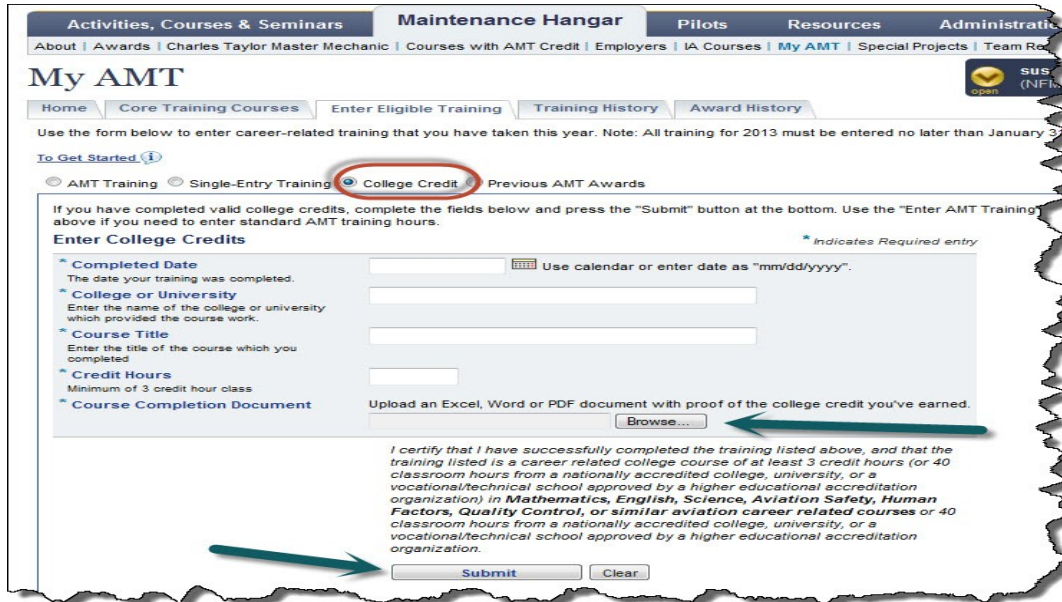 Activities, Courses & Seminars Maintenance Hangar Pilots Resources
About | Awards | Charles Taylor Master Mechanic | Courses with AMT Credit | Employers | IA Courses | My AMT | Special Projects | Team
My AMT
open
Home Core Training Courses Enter Eligible Training Training History Award History
Use the form below to enter career-related training that you have taken this year. Note: All training for 2013 must be entered no later than January
To Get Started i
AMT Training Single-Entry Training College Credit Previous AMT Awards
If you have completed valid college credits, complete the fields below and press the "Submit" button at the bottom. Use the "Enter AMT Training"
above if you need to enter standard AMT training hours.
Enter College Credits * Indicates Required entry
* Completed Date Use calendar or enter date as "mm/dd/yyyy".
The date your training was completed.
* College or University
Enter the name of the college or university
which provided the course work.
* Course Title
Enter the title of the course which you
completed
* Credit Hours
Minimum of 3 credit hour class
* Course Completion Document Upload an Excel, Word or PDF document with proof of the college credit you've earned.
Browse...
I certify that I have successfully completed the training listed above, and that the
training listed is a career related college course of at least 3 credit hours (or 40
classroom hours from a nationally accredited college, university, or a
vocational/technical school approved by a higher educational accreditation
organization) in Mathematics, English, Science, Aviation Safety, Human
Factors, Quality Control, or similar aviation career related courses or 40
classroom hours from a nationally accredited college, university, or a
vocational/technical school approved by a higher educational accreditation
organization.
Submit Clear